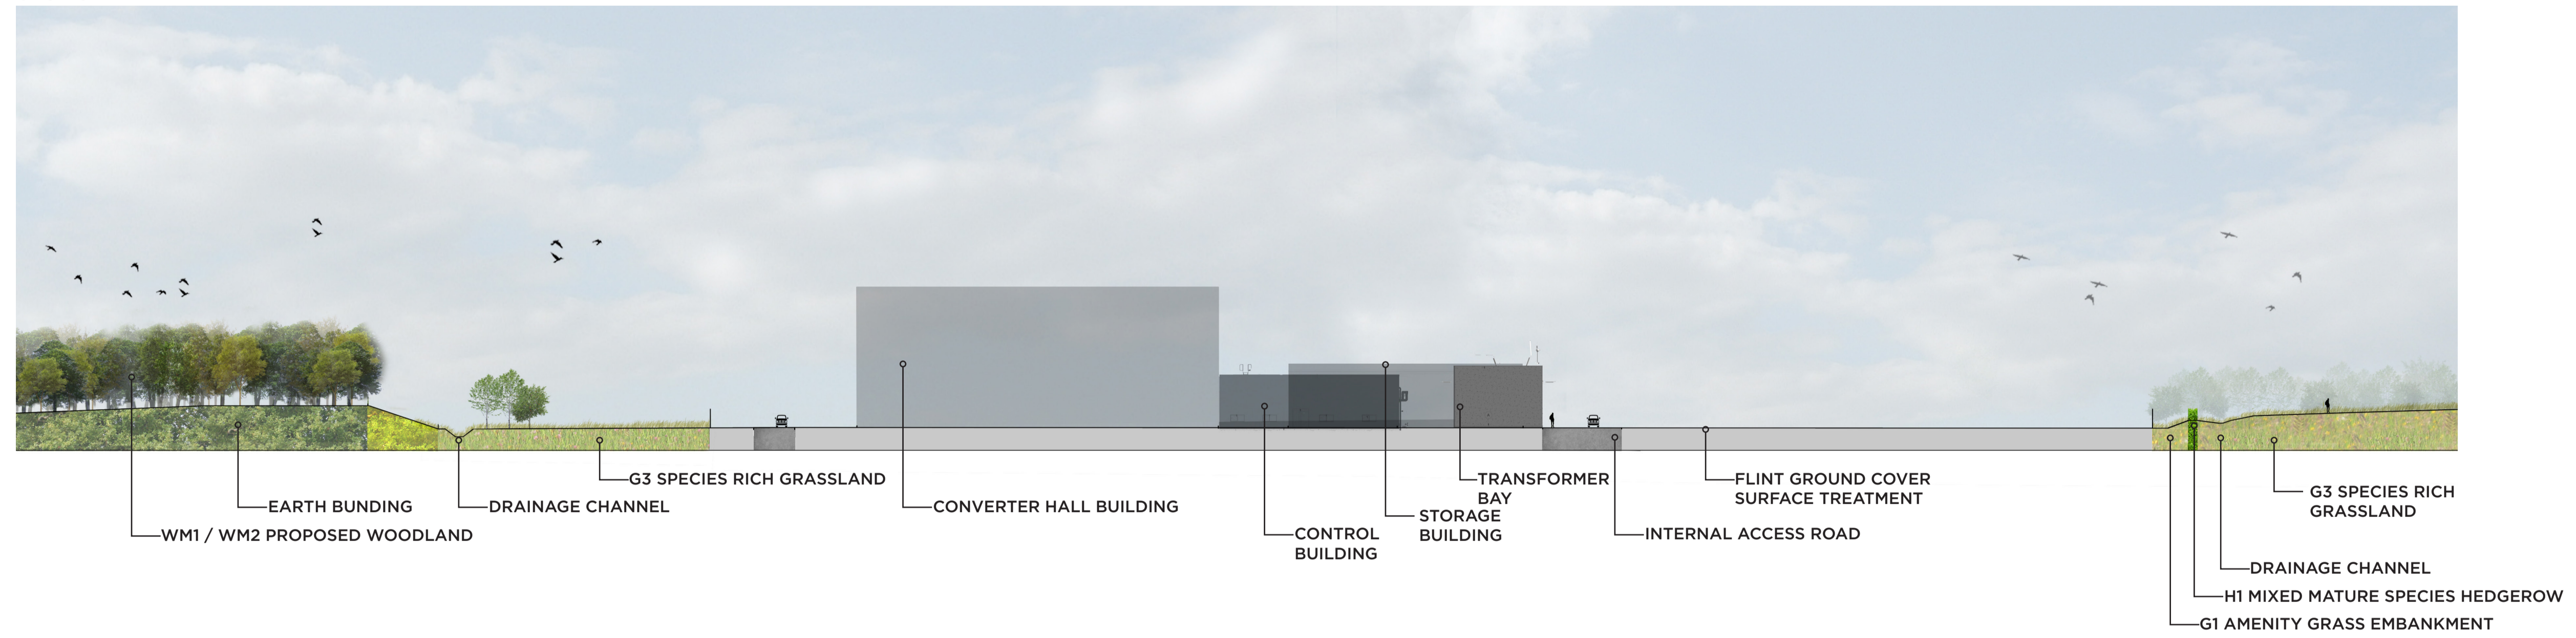 G3 SPECIES RICH GRASSLAND
EARTH BUNDING
DRAINAGE CHANNEL
WM1 / WM2 PROPOSED WOODLAND
CONVERTER HALL BUILDING
CONTROL
BUILDING
TRANSFORMER
BAY
STORAGE
BUILDING
FLINT GROUND COVER
SURFACE TREATMENT
INTERNAL ACCESS ROAD
G3 SPECIES RICH
GRASSLAND
DRAINAGE CHANNEL
H1 MIXED MATURE SPECIES HEDGEROW
G1 AMENITY GRASS EMBANKMENT